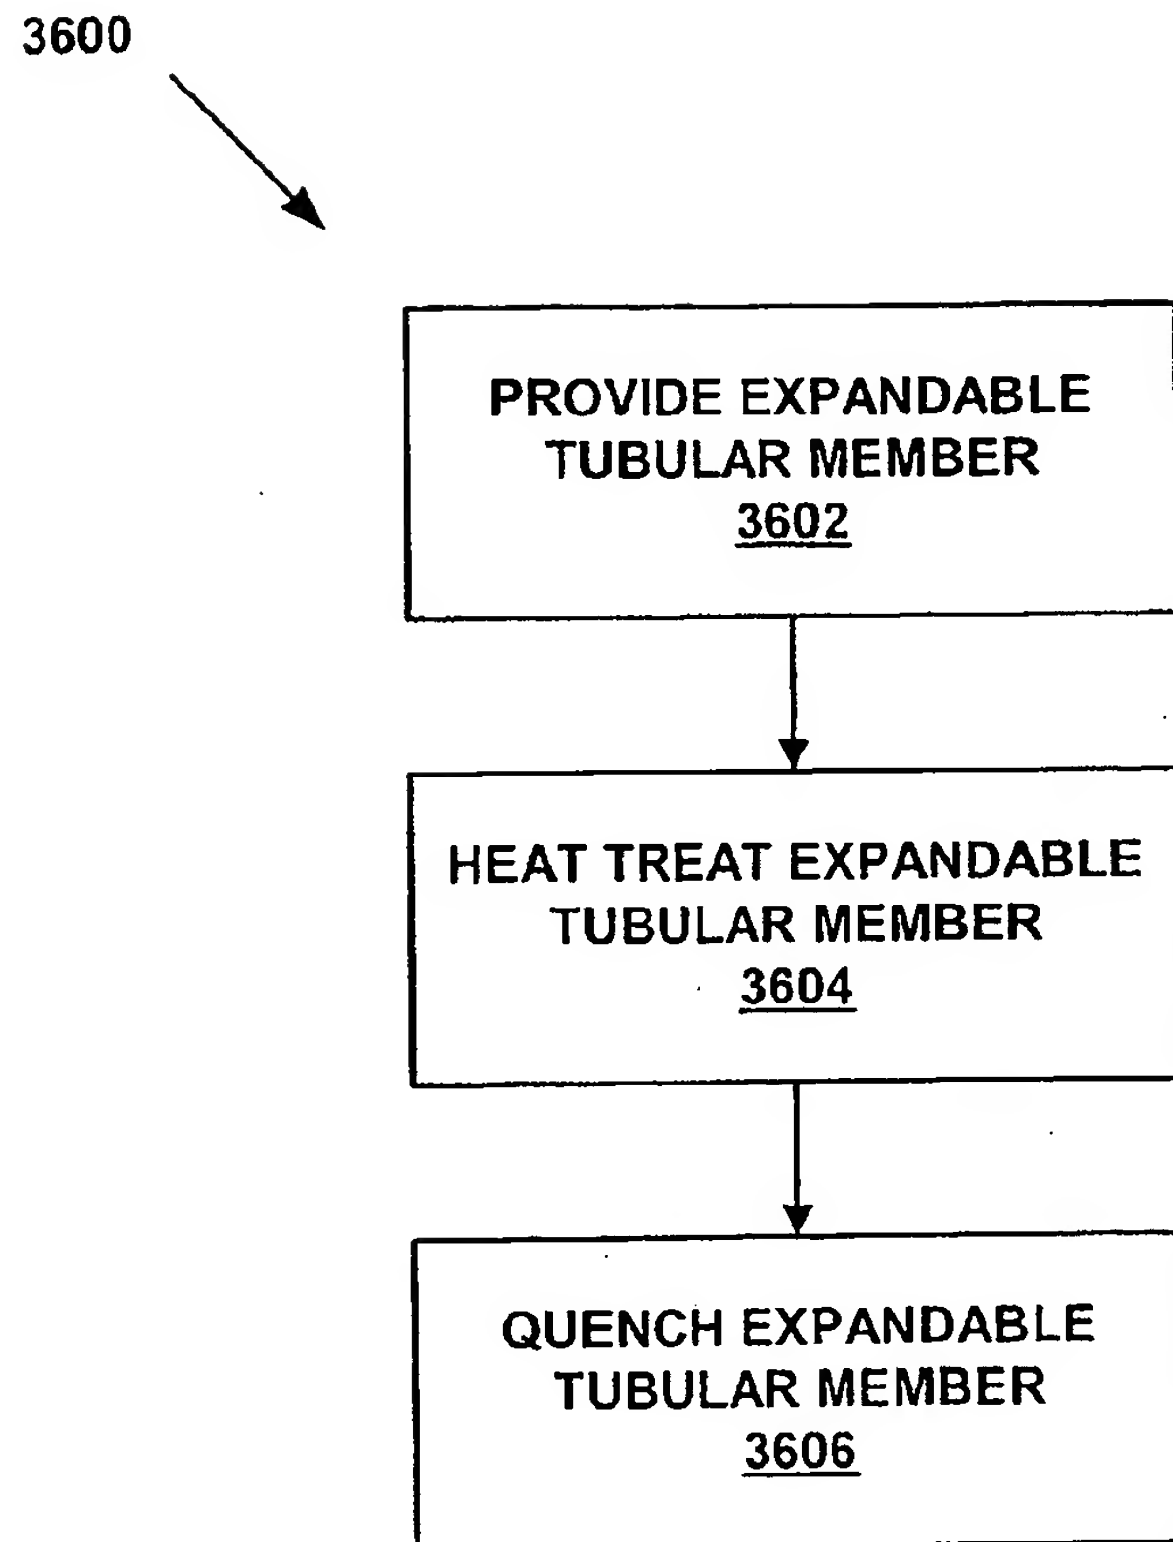 3600
PROVIDE EXPANDABLE
TUBULAR MEMBER
3602
HEAT TREAT EXPANDABLE
TUBULAR MEMBER
3604
QUENCH EXPANDABLE
TUBULAR MEMBER
3606